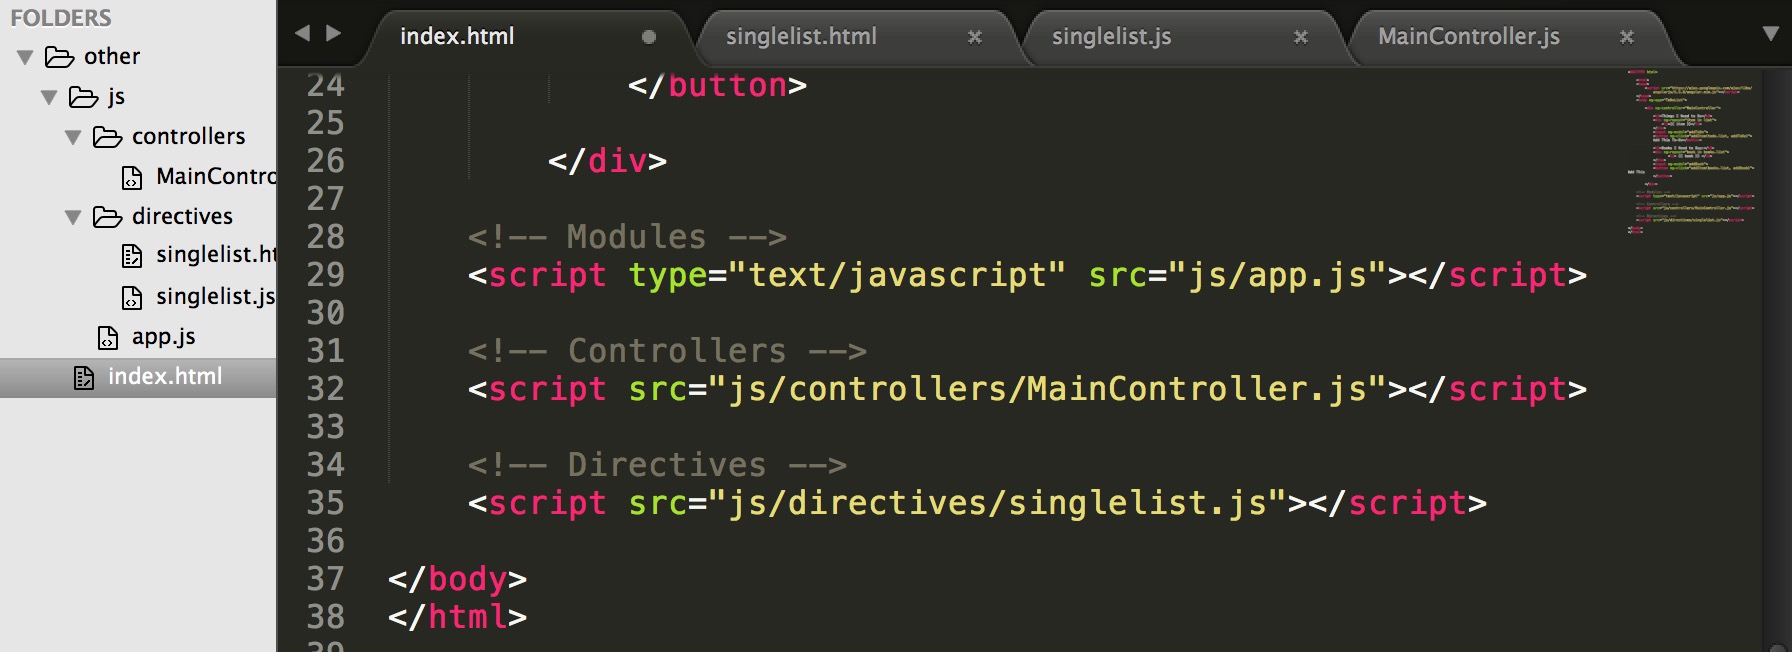 FOLDERS
other
js
controllers
MainContro
directives
singlelist.ht
singlelist.js
app.js
index.html
index.html singlelist.html singlelist.js MainController.js
24 </button>
25
26 </div>
27
28 <!-- Modules -->
29 <script type="text/javascript" src="js/app.js"></script>
30
31 <!-- Controllers -->
32 <script src="js/controllers/MainController.js"></script>
33
34 <!-- Directives -->
35 <script src="js/directives/singlelist.js"></script>
36
37 </body>
38 </html>
39